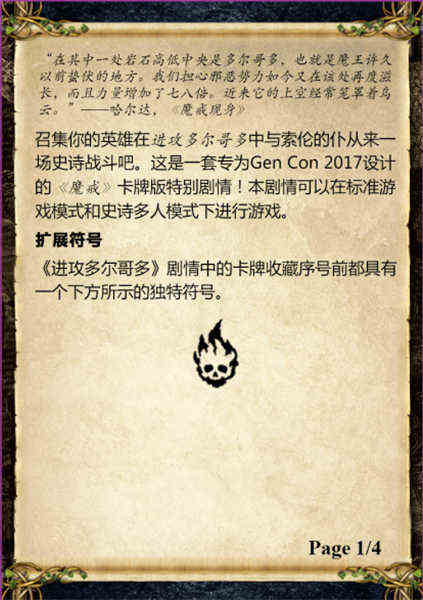 “在其中一处岩石高低中央是多尔哥多，也就是魔王许久
以前蛰伏的地方。我们担心邪恶势力如今又在该处再度滋
长，而且力量增加了七八倍。近来它的上空经常笼罩着乌
云。”——哈尔达，《魔戒现身》
召集你的英雄在进攻多尔哥多中与索伦的仆从来一
场史诗战斗吧。这是一套专为Gen Con 2017设计
的《魔戒》卡牌版特别剧情！本剧情可以在标准游
戏模式和史诗多人模式下进行游戏。
扩展符号
《进攻多尔哥多》剧情中的卡牌收藏序号前都具有
一个下方所示的独特符号。
Page 1/4